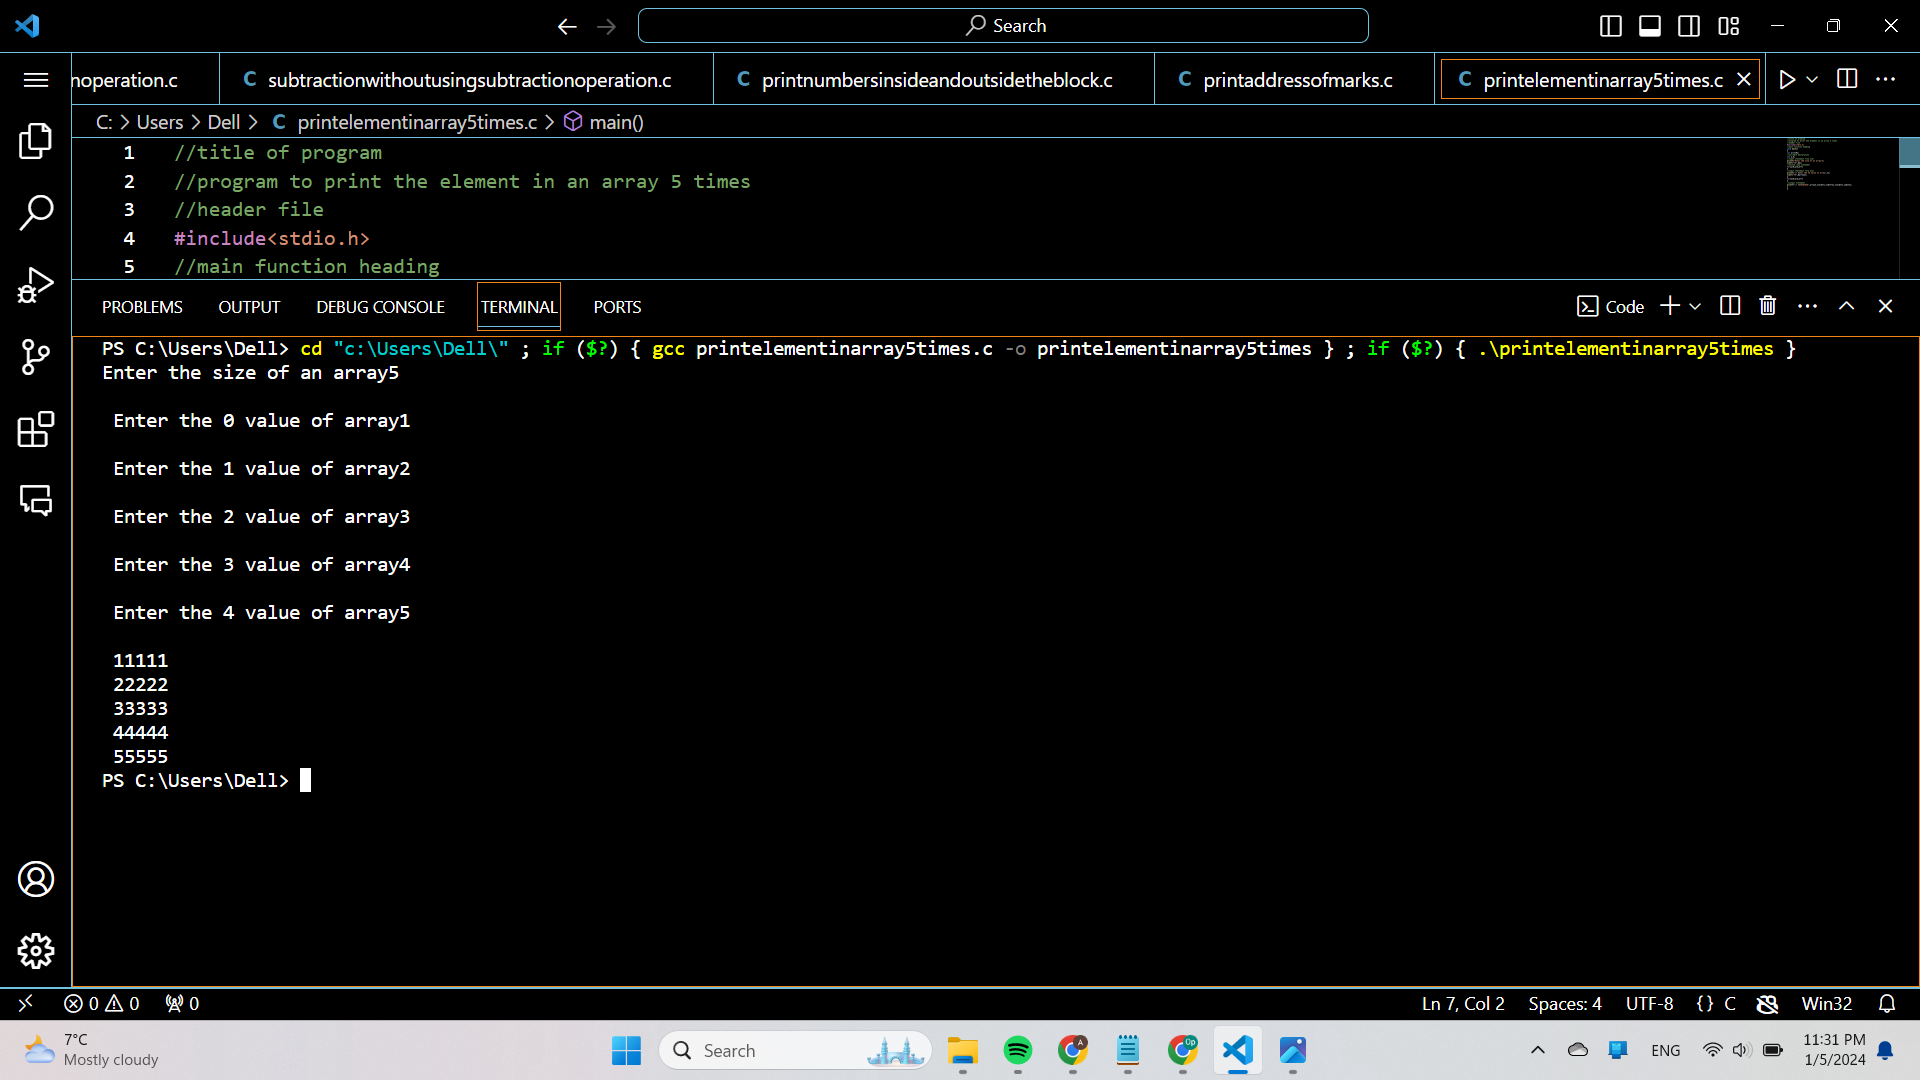 Search
noperation.c
C subtractionwithoutusingsubtractionoperation.c
C printnumbersinsideandoutsidetheblock.c
C printaddressofmarks.c
C printelementinarray5times.c
C: > Users > Dell > C printelementinarray5times.c > main()
1 //title of program
2 //program to print the element in an array 5 times
3 //header file
4 #include<stdio.h>
5 //main function heading
PROBLEMS OUTPUT DEBUG CONSOLE TERMINAL PORTS
Code
PS C:\Users\Dell> cd "c:\Users\Dell\" ; if ($?) { gcc printelementinarray5times.c -o printelementinarray5times } ; if ($?) { .\printelementinarray5times }
Enter the size of an array5
Enter the 0 value of array1
Enter the 1 value of array2
Enter the 2 value of array3
Enter the 3 value of array4
Enter the 4 value of array5
11111
22222
33333
44444
55555
PS C:\Users\Dell>
0 0 0
Ln 7, Col 2 Spaces: 4 UTF-8 {} C Win32
7°C
Mostly cloudy
Search
A
Op
ENG
11:31 PM
1/5/2024